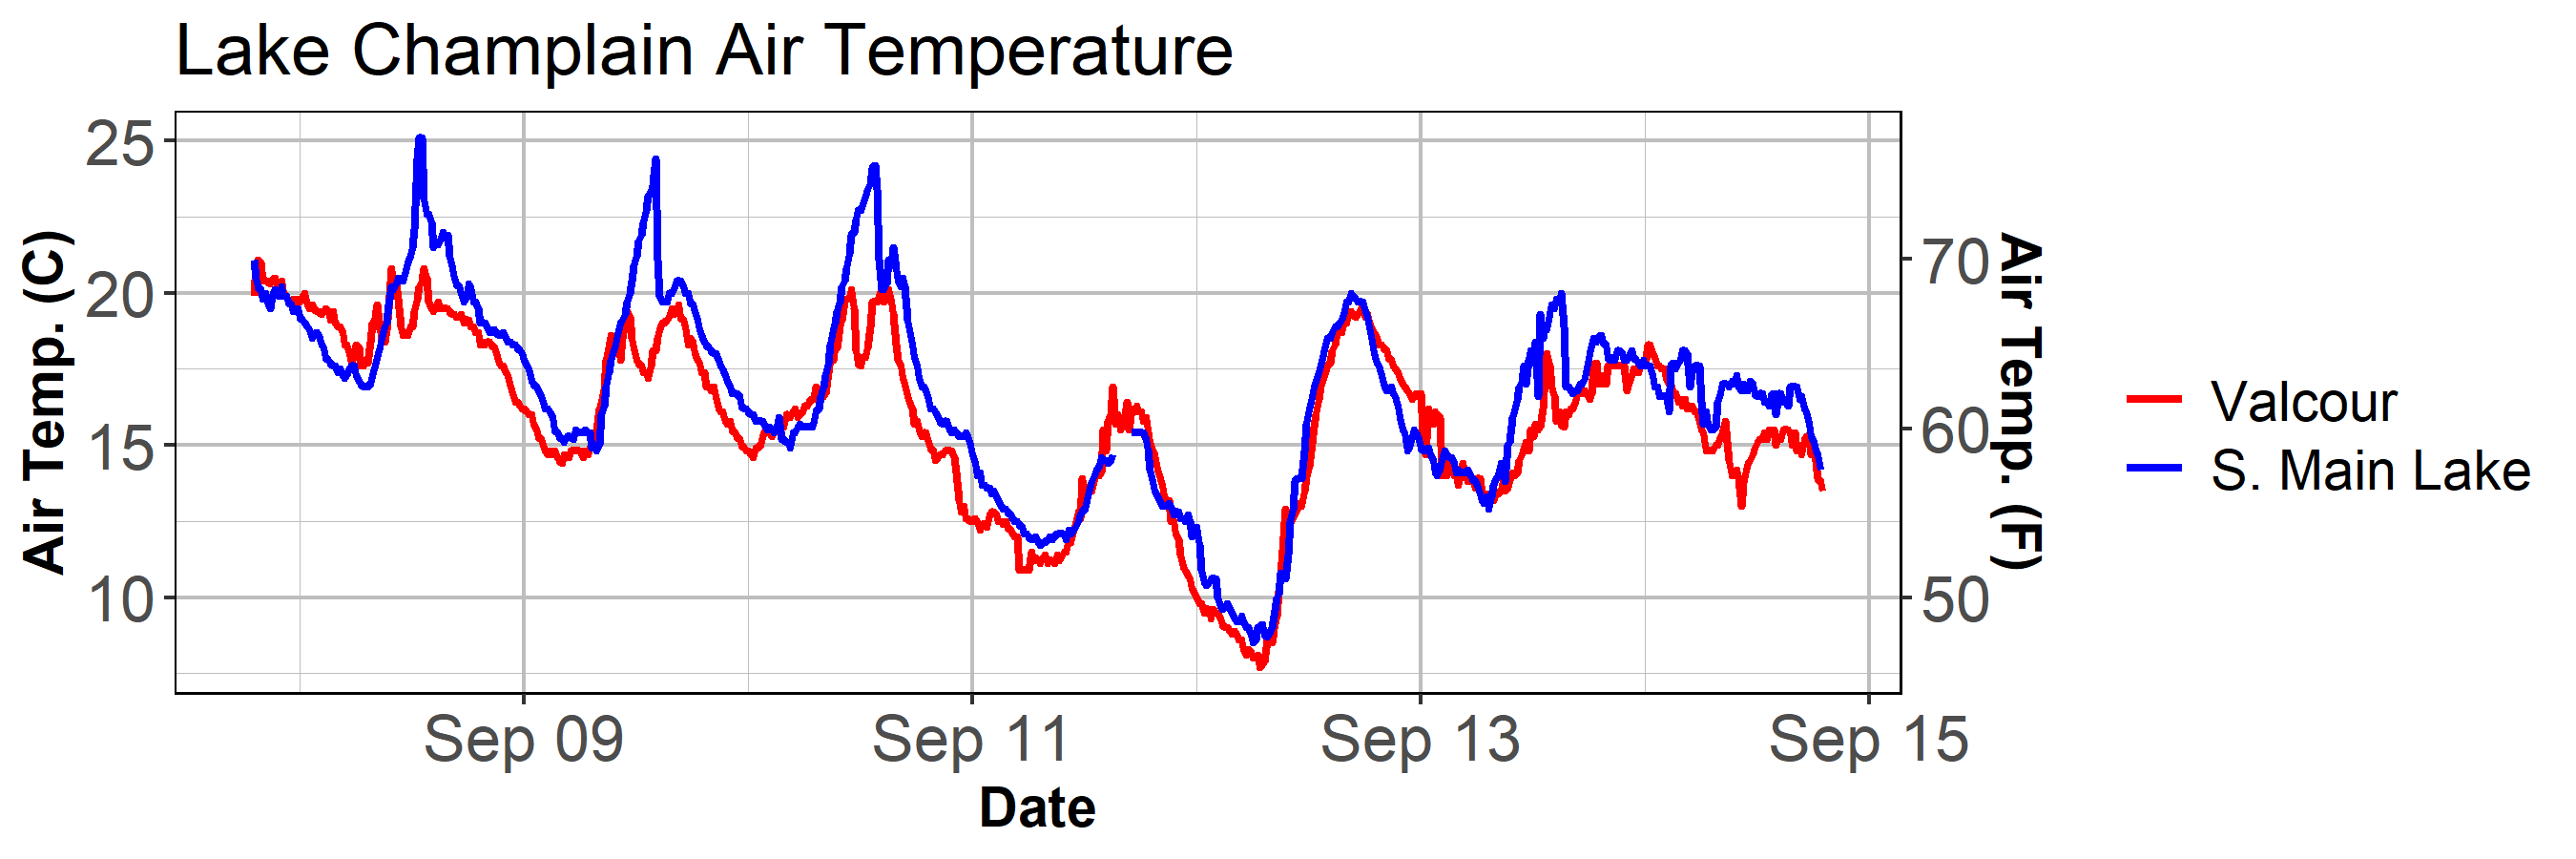 Lake Champlain Air Temperature
Air Temp. (C)
25
20
15
10
70
60
50
Air Temp. (F)
Sep 09
Sep 11
Sep 13
Sep 15
Date
Valcour
S. Main Lake